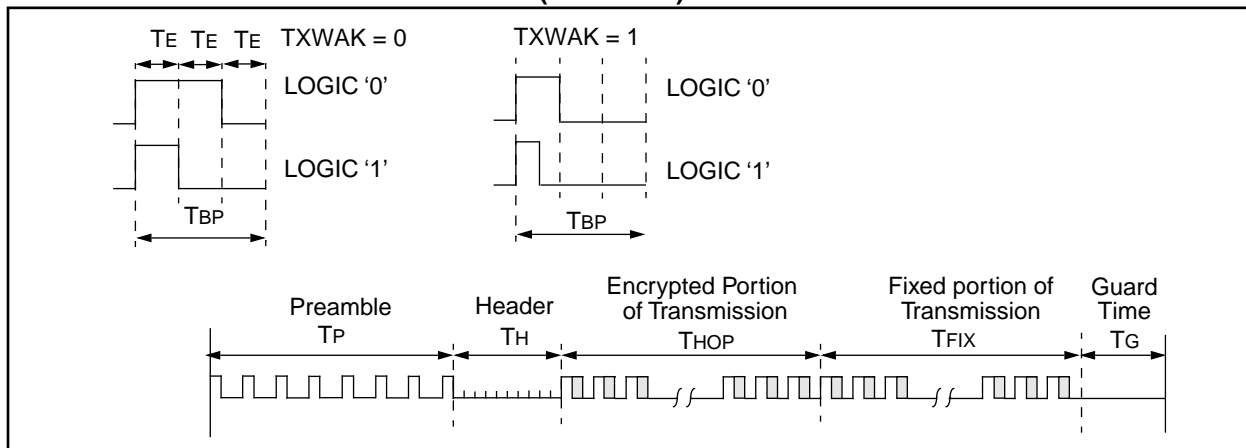 TE TE TE TXWAK = 0
TXWAK = 1
LOGIC ‘0’
LOGIC ‘0’
LOGIC ‘1’
LOGIC ‘1’
TBP
TBP
Preamble
TP
Header
TH
Encrypted Portion
of Transmission
THOP
Fixed portion of
Transmission
TFIX
Guard
Time
TG